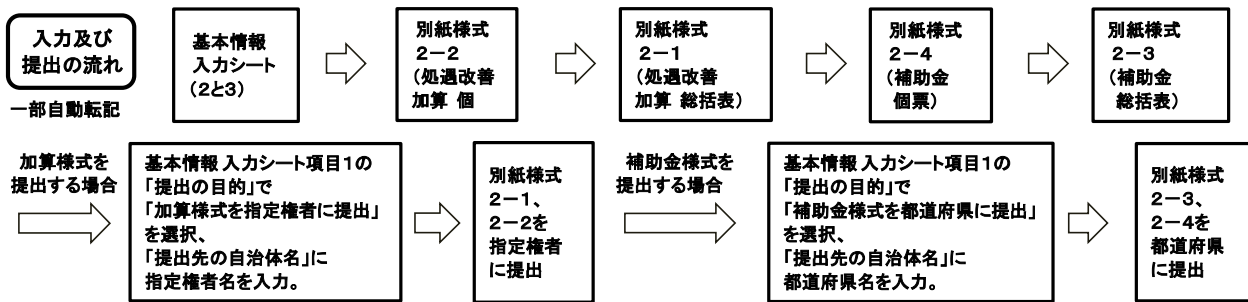 入力及び
提出の流れ
一部自動転記
基本情報
入力シート
(2と3)
別紙様式
2-2
(処遇改善
加算 個
別紙様式
2-1
(処遇改善
加算 総括表)
別紙様式
2-4
(補助金
個票)
別紙様式
2-3
(補助金
総括表)
加算様式を
提出する場合
基本情報 入力シート項目1の
「提出の目的」で
「加算様式を指定権者に提出」
を選択、
「提出先の自治体名」に
指定権者名を入力。
別紙様式
2-1、
2-2を
指定権者
に提出
補助金様式を
提出する場合
基本情報 入力シート項目1の
「提出の目的」で
「補助金様式を都道府県に提出」
を選択、
「提出先の自治体名」に
都道府県名を入力。
別紙様式
2-3、
2-4を
都道府県
に提出